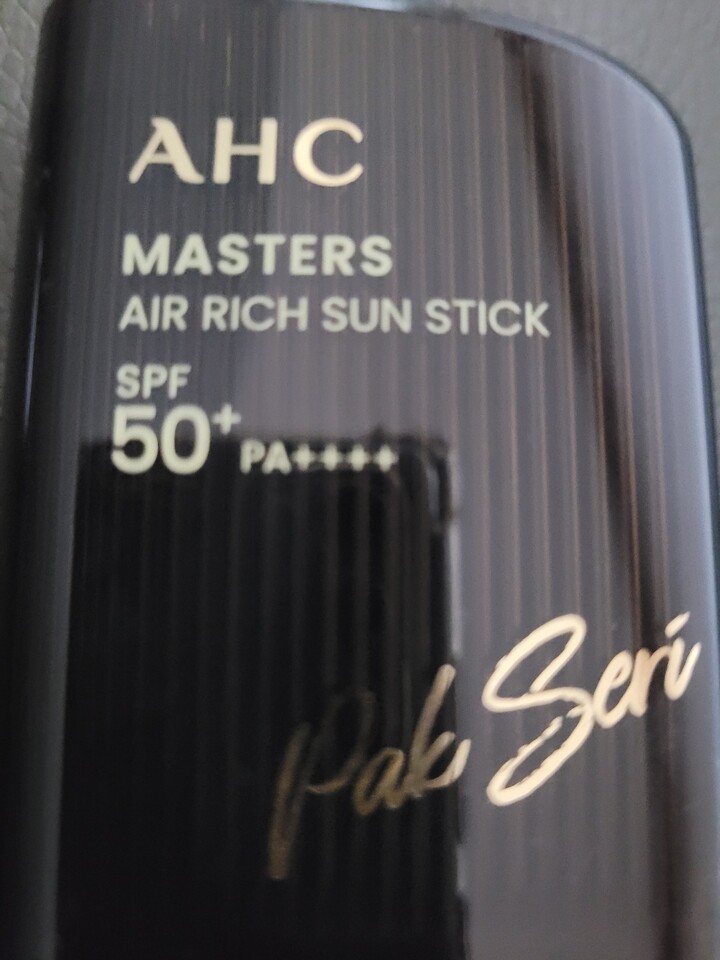 AHC
MASTERS
AIR RICH SUN STICK
SPF
50+ PA++++
Pak Seri